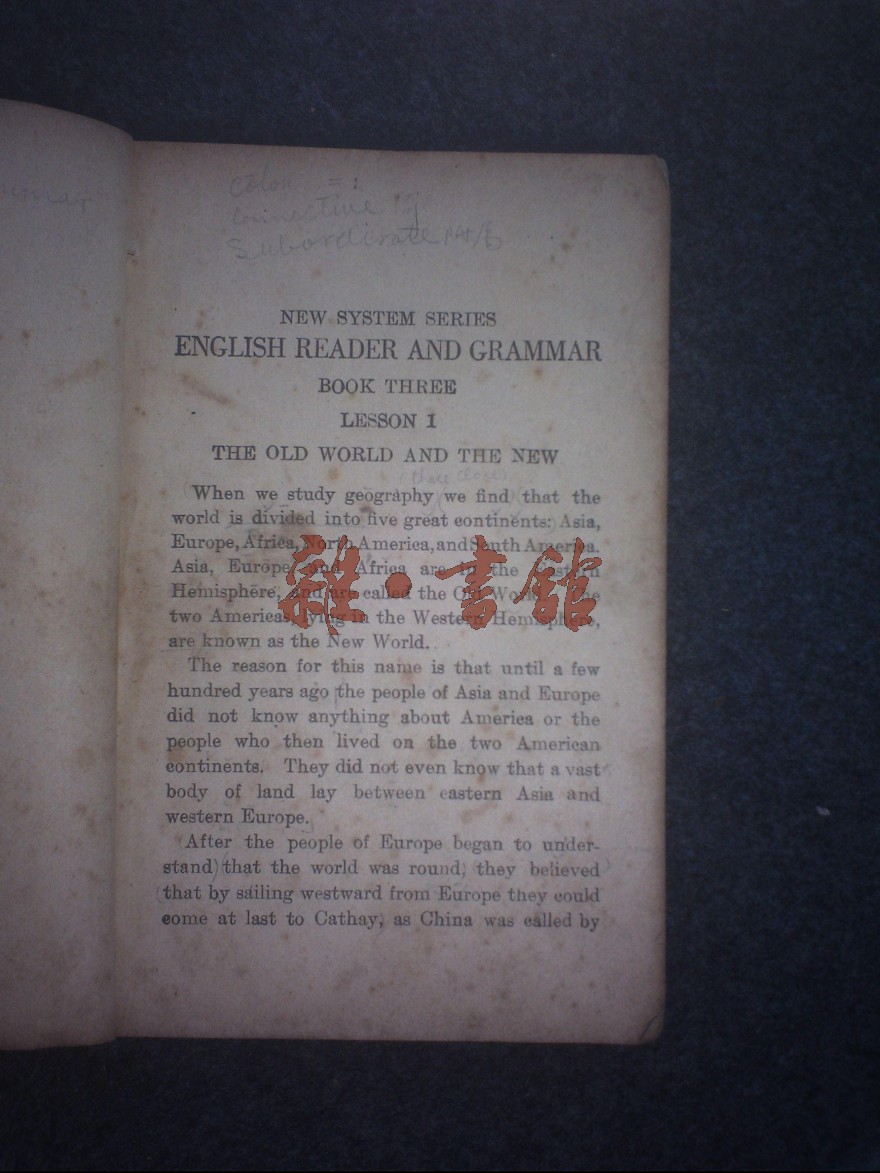 Colon = :
Subordinate
NEW SYSTEM SERIES
ENGLISH READER AND GRAMMAR
BOOK THREE
LESSON 1
THE OLD WORLD AND THE NEW
When we study geography we find that the
world is divided into five great continents: Asia,
Europe, Africa, North America, and South America.
Asia, Europe, and Africa are in the Eastern
Hemisphere, and are called the Old World. The
two Americas, lying in the Western Hemisphere,
are known as the New World.
雜·書館
The reason for this name is that until a few
hundred years ago the people of Asia and Europe
did not know anything about America or the
people who then lived on the two American
continents. They did not even know that a vast
body of land lay between eastern Asia and
western Europe.
After the people of Europe began to under-
stand that the world was round, they believed
that by sailing westward from Europe they could
come at last to Cathay, as China was called by